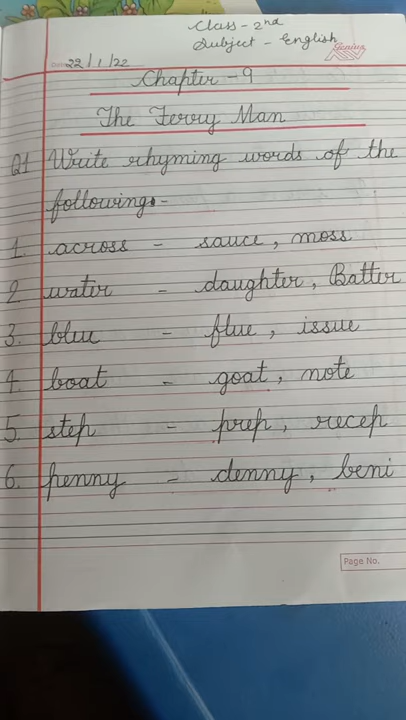 Class - 2nd
Subject - English
Genius
Date 22/1/22
Chapter - 9
The Ferry Man
Q1 Write rhyming words of the
following:-
1. across - sauce, moss
2 water - daughter, Batter
3. blue - flue, issue
4. boat - goat, note
5. step - prep, recep
6. penny - denny, beni
Page No.